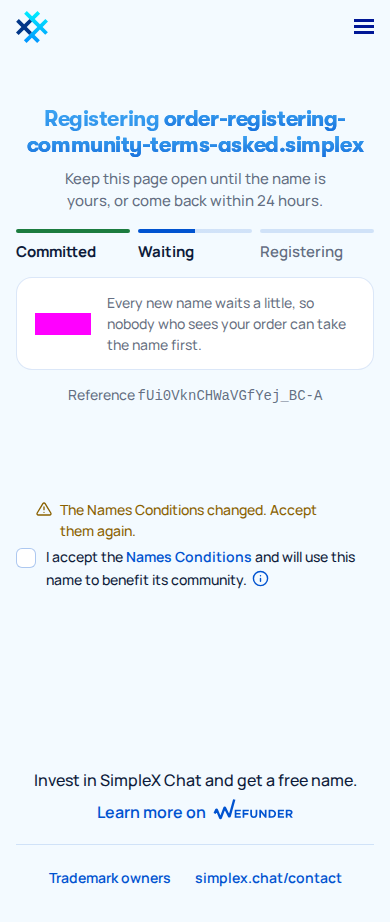 Registering order-registering-
community-terms-asked.simplex
Keep this page open until the name is
yours, or come back within 24 hours.
Committed
Waiting
Registering
Every new name waits a little, so
nobody who sees your order can take
the name first.
Reference fUi0VknCHWaVGfYej_BC-A
The Names Conditions changed. Accept
them again.
I accept the Names Conditions and will use this
name to benefit its community.
Invest in SimpleX Chat and get a free name.
Learn more on WEFUNDER
Trademark owners
simplex.chat/contact